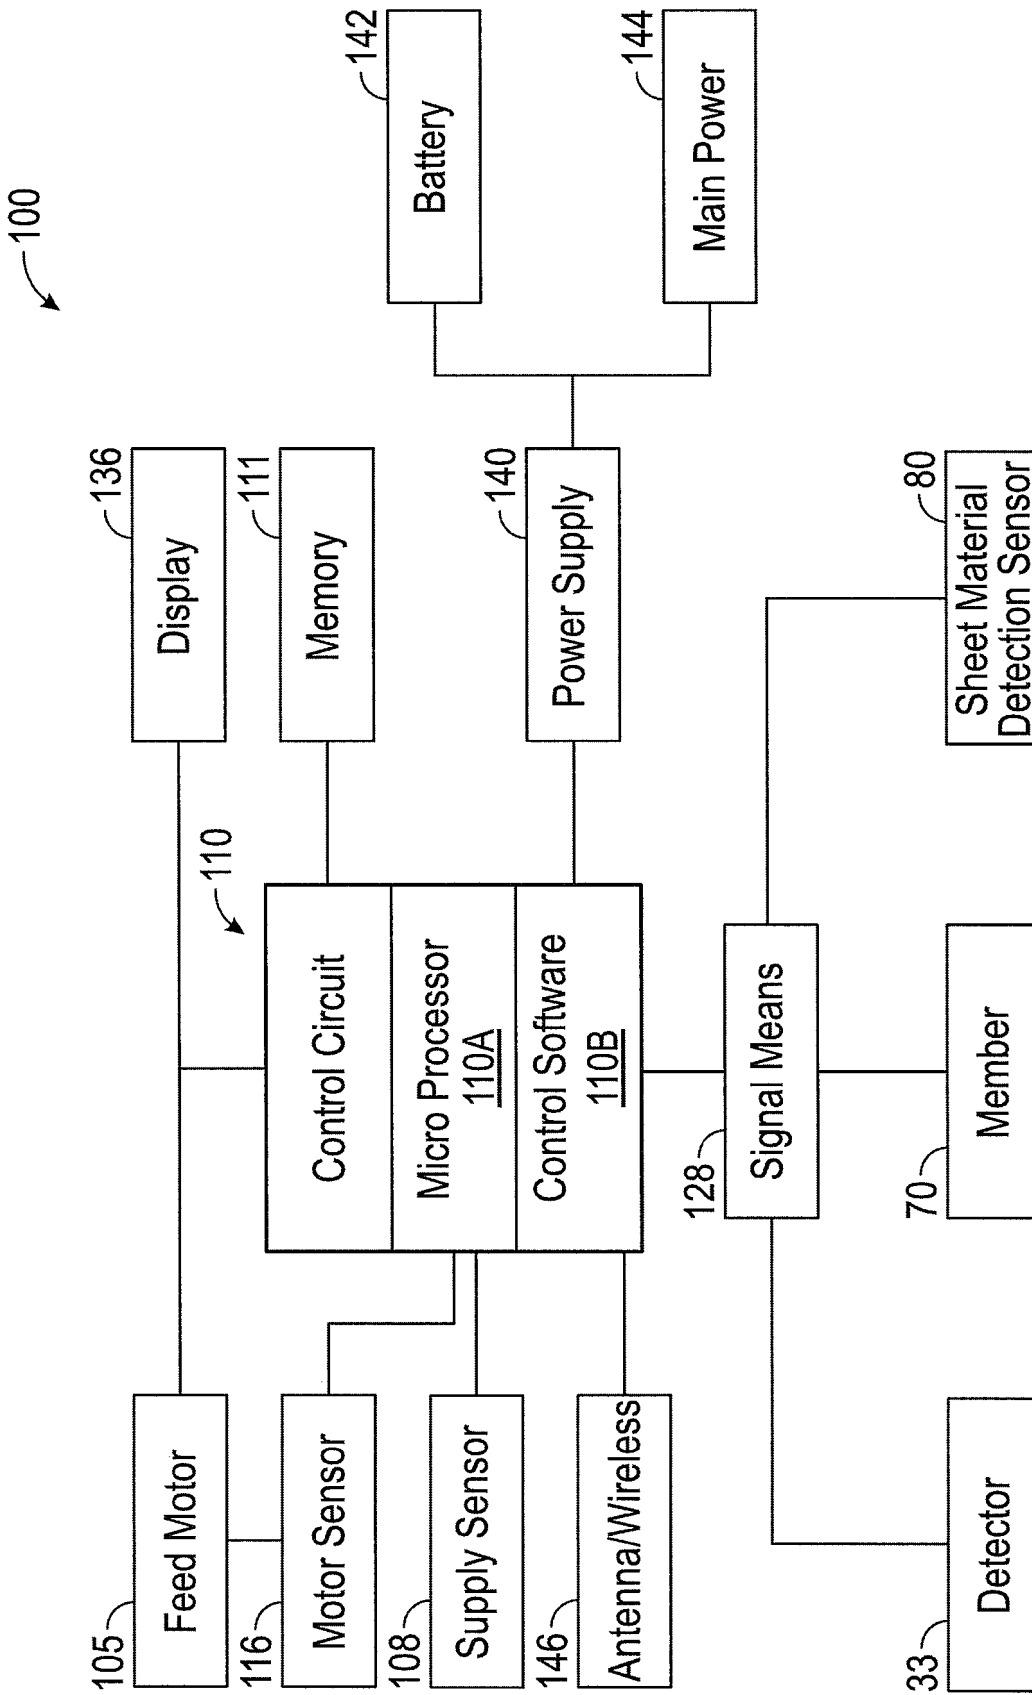 100
105
Feed Motor
116
Motor Sensor
108
Supply Sensor
146
Antenna/Wireless
110
Control Circuit
Micro Processor
110A
Control Software
110B
136
Display
111
Memory
140
Power Supply
142
Battery
144
Main Power
128
Signal Means
33
Detector
70
Member
80
Sheet Material
Detection Sensor